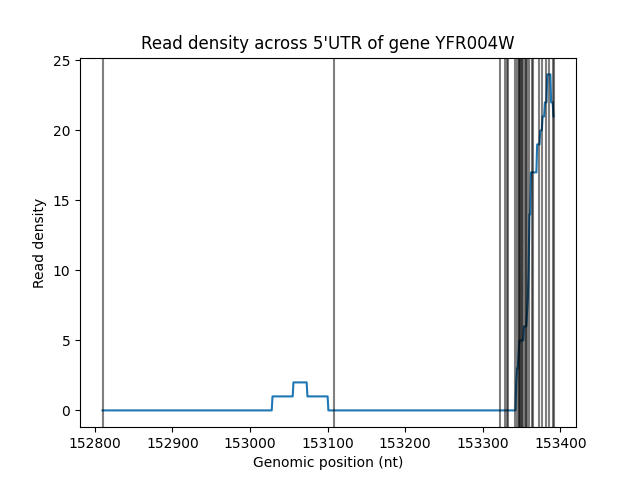 Read density across 5'UTR of gene YFR004W
25
20
15
10
5
0
Read density
152800 152900 153000 153100 153200 153300 153400
Genomic position (nt)